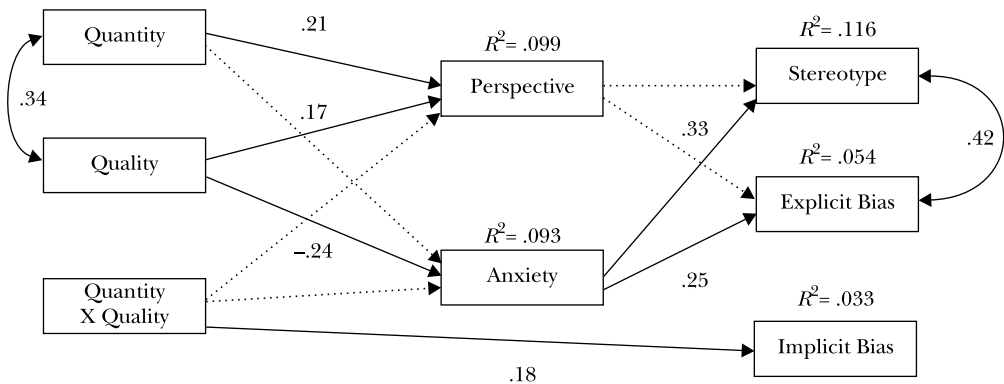 Quantity
.21
R²= .099
R²= .116
Perspective
Stereotype
.34
.17
.33
.42
Quality
R²= .054
Explicit Bias
–.24
R²= .093
Anxiety
.25
Quantity
X Quality
R²= .033
Implicit Bias
.18